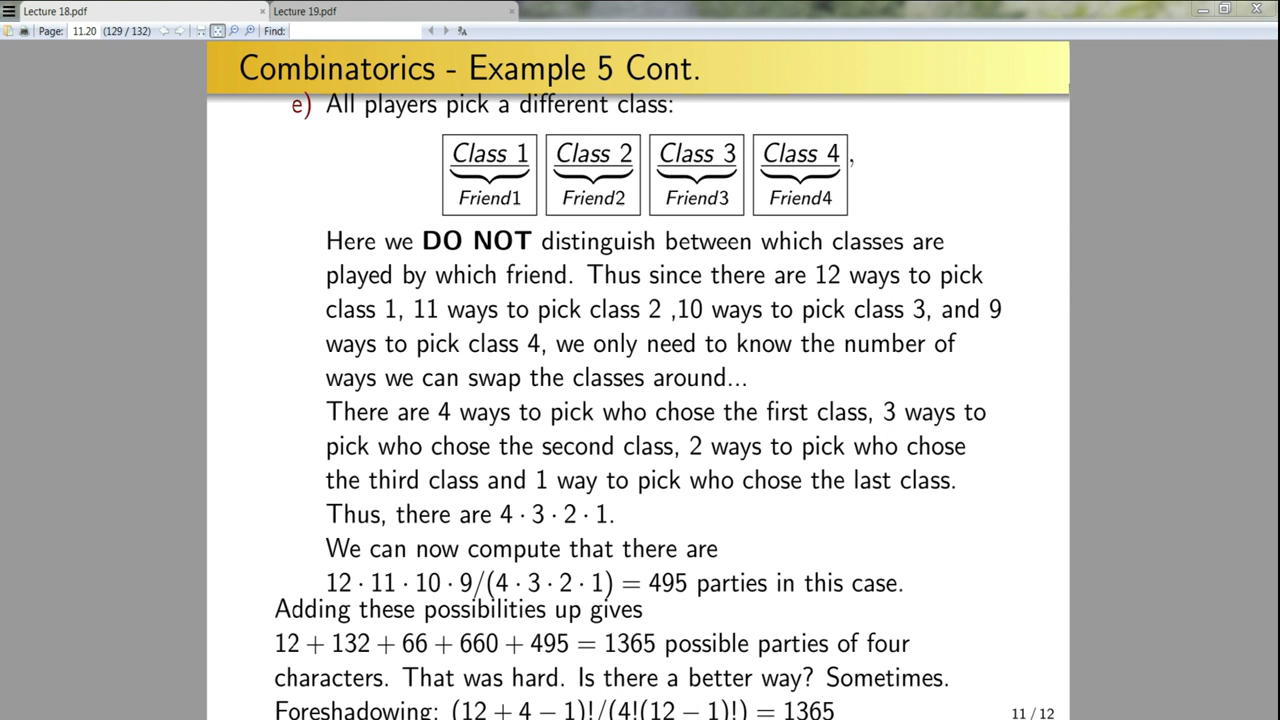 Lecture 18.pdf × Lecture 19.pdf ×
Page: 11.20 (129 / 132) Find:
Combinatorics - Example 5 Cont.
e) All players pick a different class:
Class 1 Class 2 Class 3 Class 4 ,
Friend1 Friend2 Friend3 Friend4
Here we DO NOT distinguish between which classes are
played by which friend. Thus since there are 12 ways to pick
class 1, 11 ways to pick class 2 ,10 ways to pick class 3, and 9
ways to pick class 4, we only need to know the number of
ways we can swap the classes around...
There are 4 ways to pick who chose the first class, 3 ways to
pick who chose the second class, 2 ways to pick who chose
the third class and 1 way to pick who chose the last class.
Thus, there are 4 · 3 · 2 · 1.
We can now compute that there are
12 · 11 · 10 · 9/(4 · 3 · 2 · 1) = 495 parties in this case.
Adding these possibilities up gives
12 + 132 + 66 + 660 + 495 = 1365 possible parties of four
characters. That was hard. Is there a better way? Sometimes.
Foreshadowing: (12 + 4 − 1)!/(4!(12 − 1)!) = 1365
11 / 12